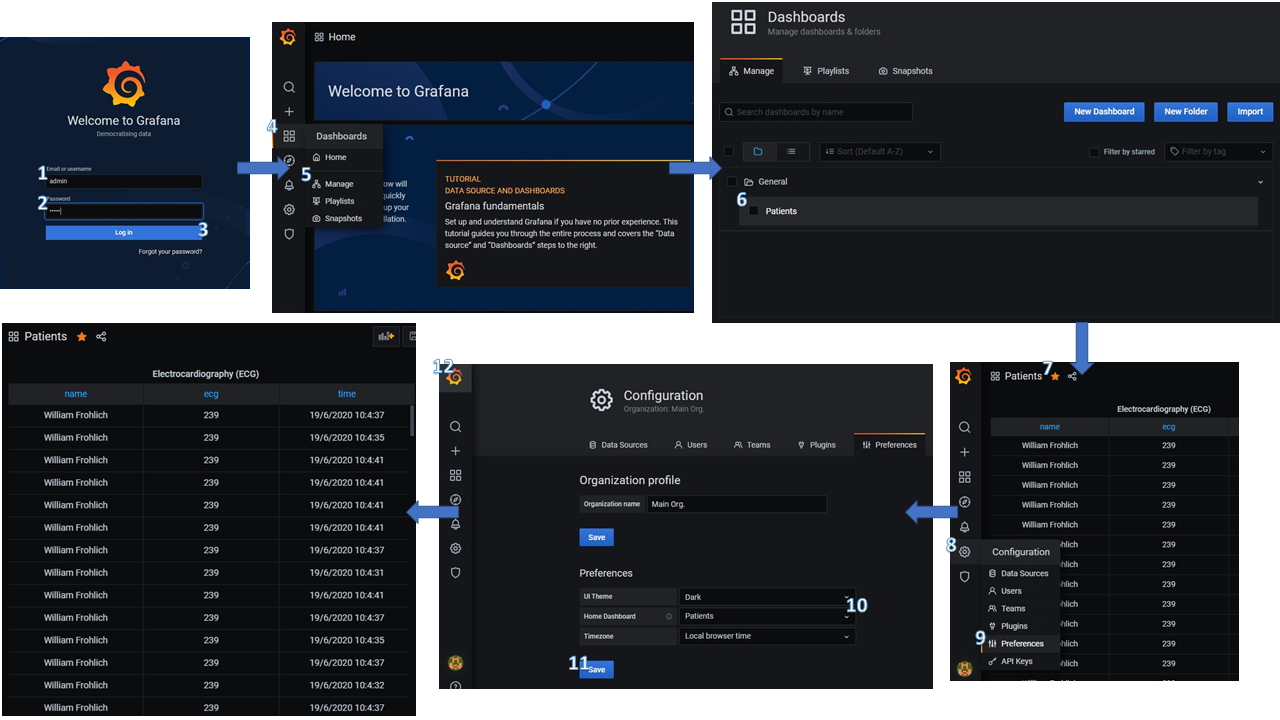 Welcome to Grafana
Democratising data
1
Email or username
admin
2
Password
•••••
Log in
3
Forgot your password?
Home
Welcome to Grafana
4
Dashboards
Home
5
Manage
Playlists
Snapshots
ow will
quickly
up your
llation.
TUTORIAL
DATA SOURCE AND DASHBOARDS
Grafana fundamentals
Set up and understand Grafana if you have no prior experience. This
tutorial guides you through the entire process and covers the "Data
source" and "Dashboards" steps to the right.
Dashboards
Manage dashboards & folders
Manage Playlists Snapshots
Search dashboards by name
New Dashboard New Folder Import
Sort (Default A-Z) Filter by starred Filter by tag
General
6
Patients
Patients 7
Electrocardiography (ECG)
name ecg
William Frohlich 239
William Frohlich 239
William Frohlich 239
William Frohlich 239
William Frohlich 239
hlich 239
hlich 239
hlich 239
hlich 239
hlich 239
hlich 239
hlich 239
8
Configuration
Data Sources
Users
Teams
Plugins
9
Preferences
API Keys
12
Configuration
Organization: Main Org.
Data Sources Users Teams Plugins Preferences
Organization profile
Organization name Main Org.
Save
Preferences
UI Theme Dark
10
Home Dashboard Patients
Timezone Local browser time
11
Save
Patients
Electrocardiography (ECG)
name ecg time
William Frohlich 239 19/6/2020 10:4:37
William Frohlich 239 19/6/2020 10:4:35
William Frohlich 239 19/6/2020 10:4:41
William Frohlich 239 19/6/2020 10:4:41
William Frohlich 239 19/6/2020 10:4:41
William Frohlich 239 19/6/2020 10:4:41
William Frohlich 239 19/6/2020 10:4:37
William Frohlich 239 19/6/2020 10:4:31
William Frohlich 239 19/6/2020 10:4:41
William Frohlich 239 19/6/2020 10:4:37
William Frohlich 239 19/6/2020 10:4:35
William Frohlich 239 19/6/2020 10:4:37
William Frohlich 239 19/6/2020 10:4:32
William Frohlich 239 19/6/2020 10:4:37